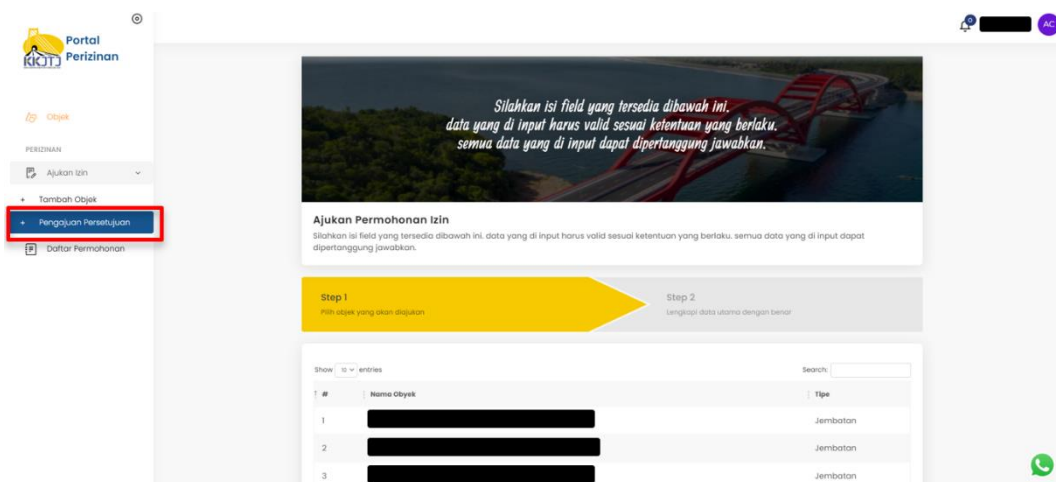 Portal
Perizinan
KKJTJ
0
AC
Objek
PERIZINAN
Ajukan Izin
+ Tambah Objek
+ Pengajuan Persetujuan
Daftar Permohonan
Silahkan isi field yang tersedia dibawah ini.
data yang di input harus valid sesuai ketentuan yang berlaku.
semua data yang di input dapat dipertanggung jawabkan.
Ajukan Permohonan Izin
Silahkan isi field yang tersedia dibawah ini. data yang di input harus valid sesuai ketentuan yang berlaku. semua data yang di input dapat
dipertanggung jawabkan.
Step 1
Pilih objek yang akan diajukan
Step 2
Lengkapi data utama dengan benar
Show 10 entries
Search:
# Nama Obyek Tipe
1 Jembatan
2 Jembatan
3 Jembatan